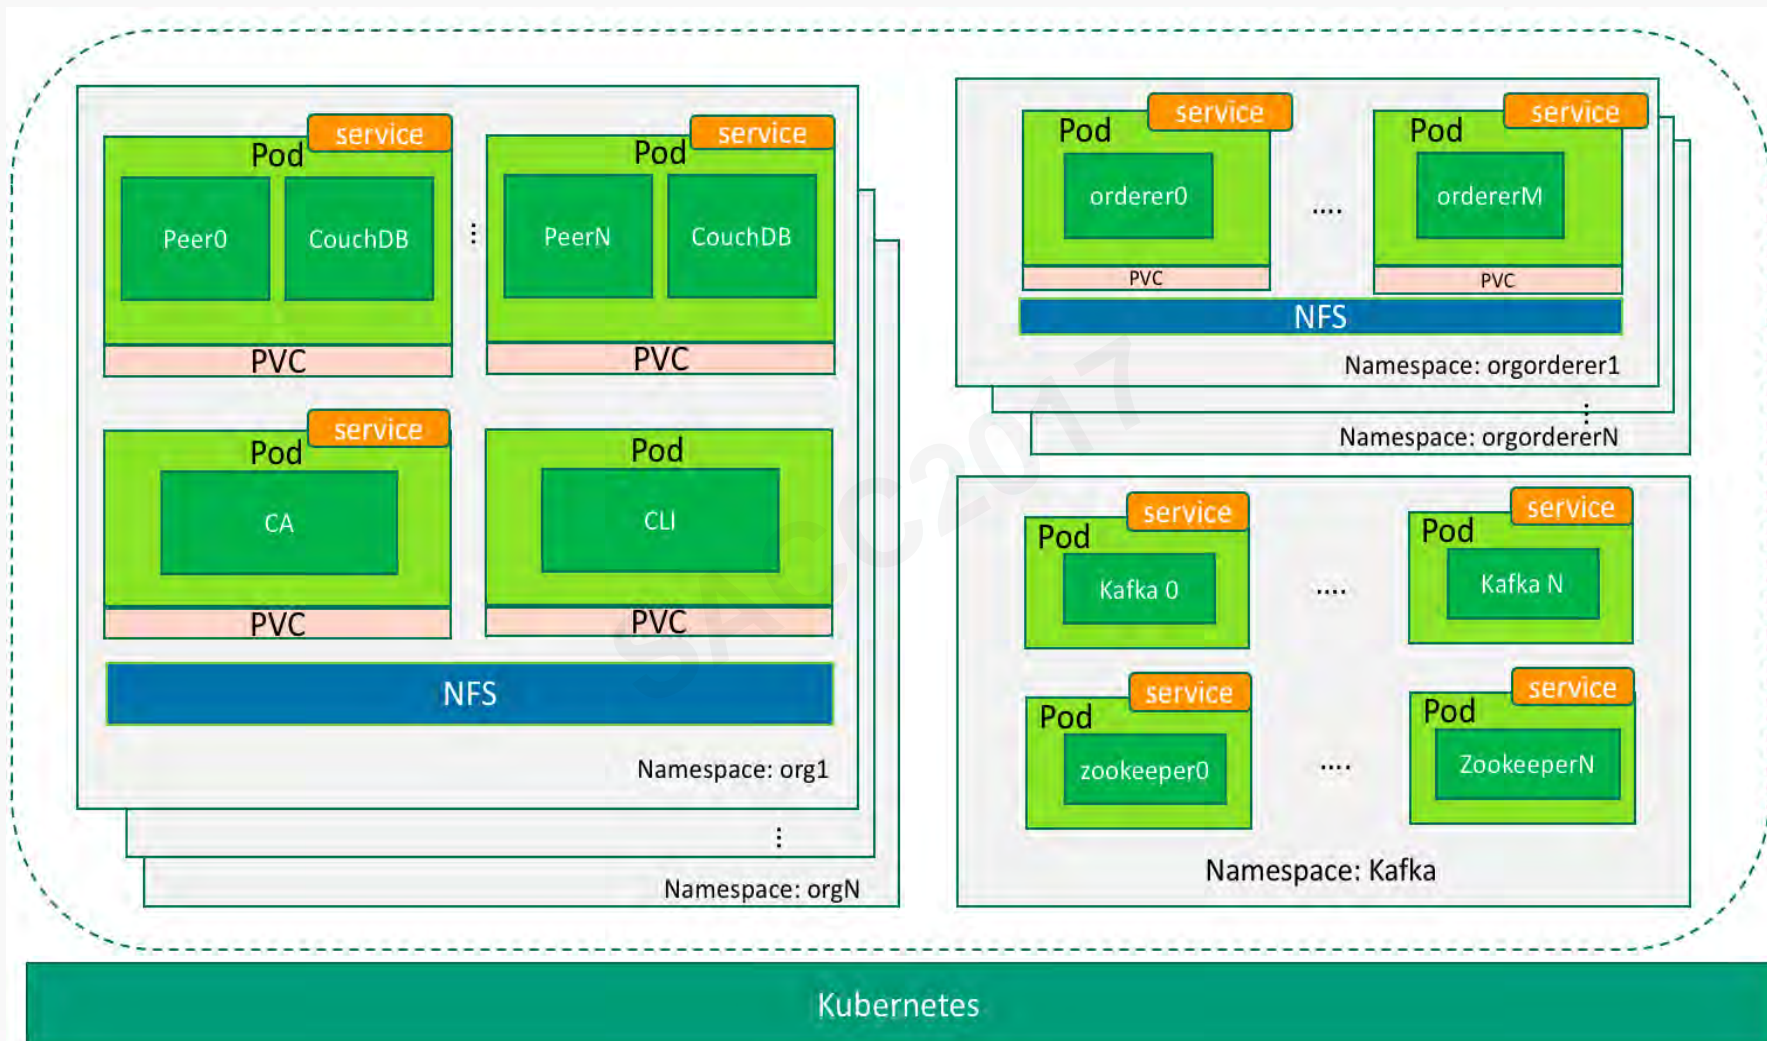 service
Pod
Peer0
CouchDB
PVC
⋮
service
Pod
PeerN
CouchDB
PVC
service
Pod
CA
PVC
Pod
CLI
PVC
NFS
Namespace: org1
⋮
Namespace: orgN
service
Pod
orderer0
PVC
....
service
Pod
ordererM
PVC
NFS
Namespace: orgorderer1
⋮
Namespace: orgordererN
service
Pod
Kafka 0
....
service
Pod
Kafka N
service
Pod
zookeeper0
....
service
Pod
ZookeeperN
Namespace: Kafka
Kubernetes
SACC2017